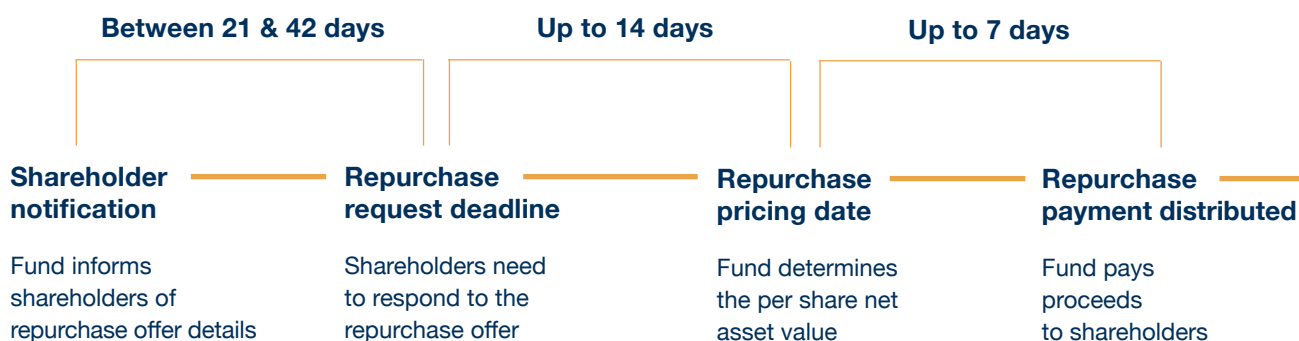 Between 21 & 42 days
Up to 14 days
Up to 7 days
Shareholder
notification
Fund informs
shareholders of
repurchase offer details
Repurchase
request deadline
Shareholders need
to respond to the
repurchase offer
Repurchase
pricing date
Fund determines
the per share net
asset value
Repurchase
payment distributed
Fund pays
proceeds
to shareholders